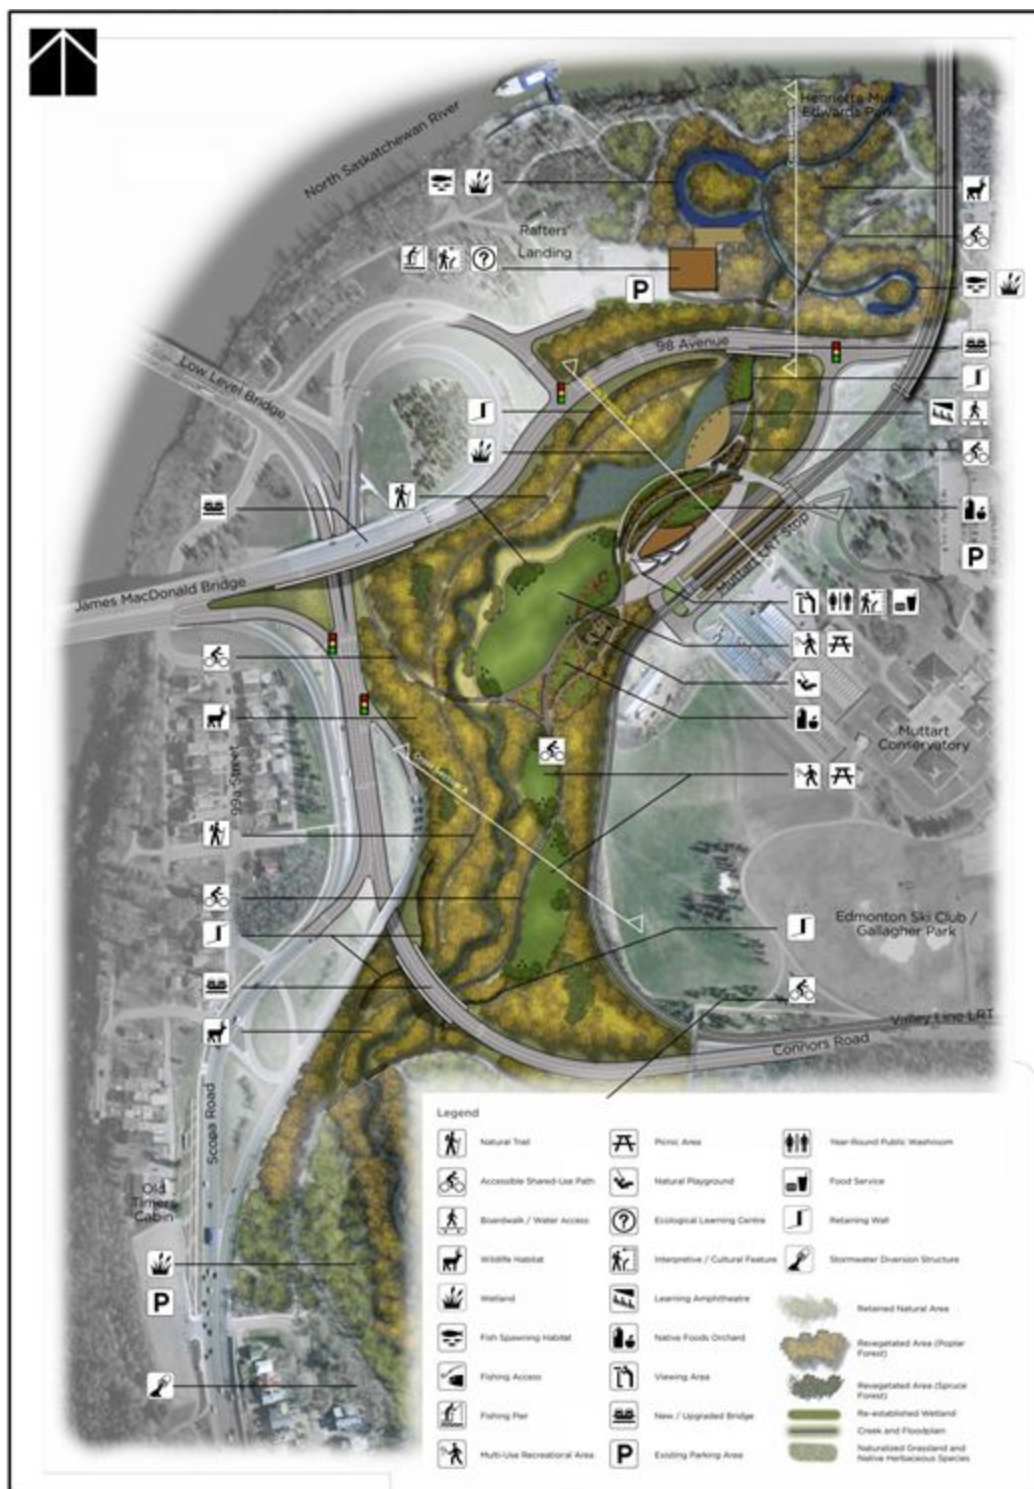 North Saskatchewan River
Henrietta Muir
Edwards Park
Rafters'
Landing
P
98 Avenue
Low Level Bridge
James MacDonald Bridge
Muttart LRT Stop
P
Muttart
Conservatory
Edmonton Ski Club /
Gallagher Park
Valley Line LRT
Connors Road
Scona Road
Old
Timers
Cabin
P
Legend
Natural Trail
Accessible Shared-Use Path
Boardwalk / Water Access
Wildlife Habitat
Wetland
Fish Spawning Habitat
Fishing Access
Fishing Pier
Multi-Use Recreational Area
Picnic Area
Natural Playground
? Ecological Learning Centre
Interpretive / Cultural Feature
Learning Amphitheatre
Native Foods Orchard
Viewing Area
New / Upgraded Bridge
P Existing Parking Area
Year-Round Public Washroom
Food Service
Retaining Wall
Stormwater Diversion Structure
Retained Natural Area
Revegetated Area (Poplar
Forest)
Revegetated Area (Spruce
Forest)
Re-established Wetland
Creek and Floodplain
Naturalized Grassland and
Native Herbaceous Species